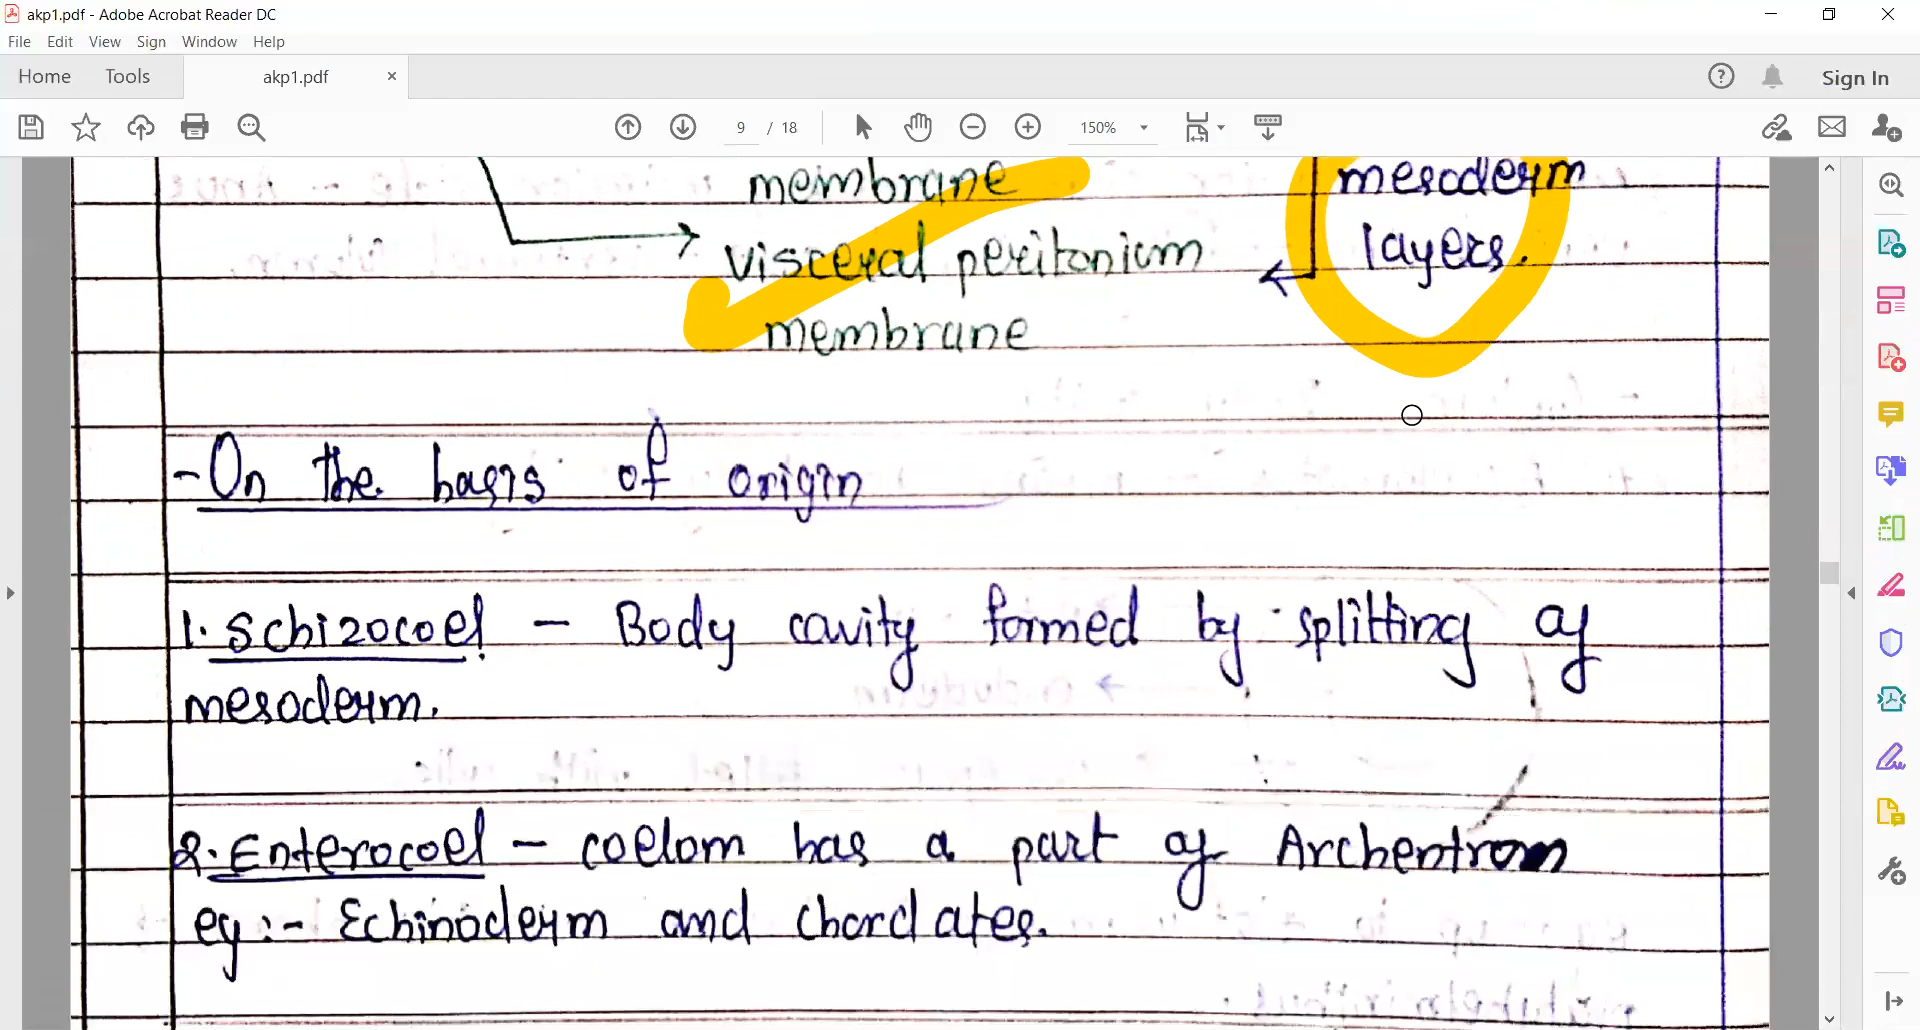 akp1.pdf - Adobe Acrobat Reader DC
File Edit View Sign Window Help
Home Tools akp1.pdf × Sign In
9 / 18 150%
membrane
mesoderm
visceral peritonium
layers.
membrane
- On the basis of origin
1. Schizocoel - Body cavity formed by splitting of
mesoderm.
2. Enterocoel - coelom has a part of Archentron
eg:- Echinoderm and chordates.